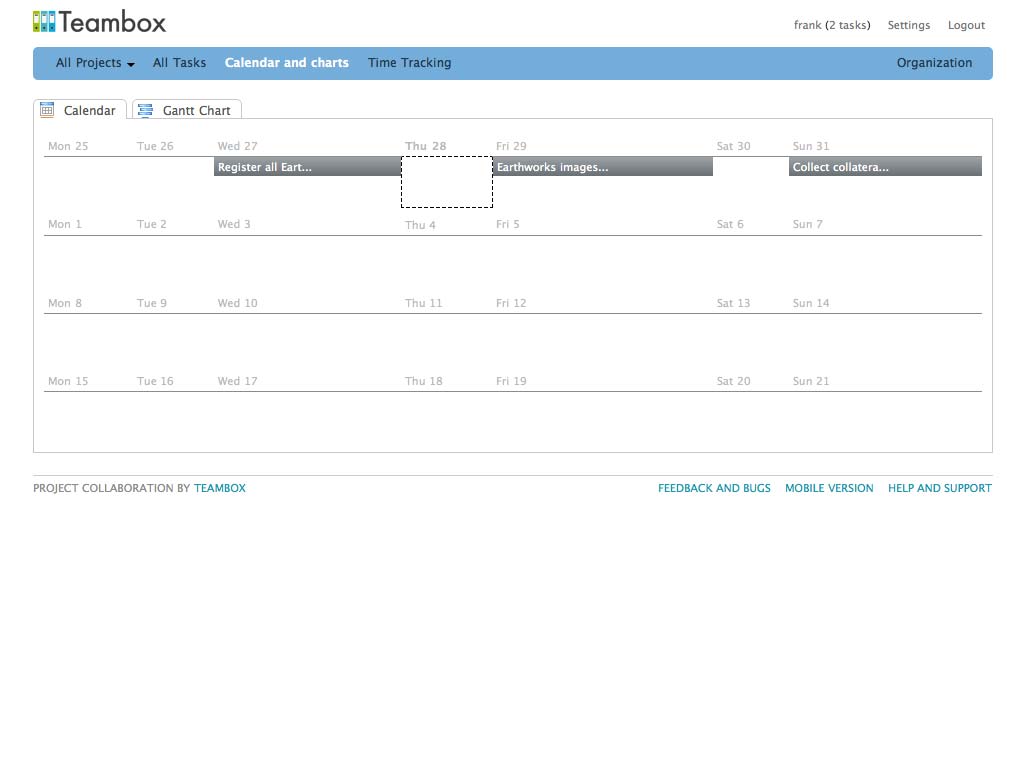 Teambox
frank (2 tasks) Settings Logout
All Projects All Tasks Calendar and charts Time Tracking Organization
Calendar Gantt Chart
Mon 25 Tue 26 Wed 27 Thu 28 Fri 29 Sat 30 Sun 31
Register all Eart... Earthworks images... Collect collatera...
Mon 1 Tue 2 Wed 3 Thu 4 Fri 5 Sat 6 Sun 7
Mon 8 Tue 9 Wed 10 Thu 11 Fri 12 Sat 13 Sun 14
Mon 15 Tue 16 Wed 17 Thu 18 Fri 19 Sat 20 Sun 21
PROJECT COLLABORATION BY TEAMBOX FEEDBACK AND BUGS MOBILE VERSION HELP AND SUPPORT